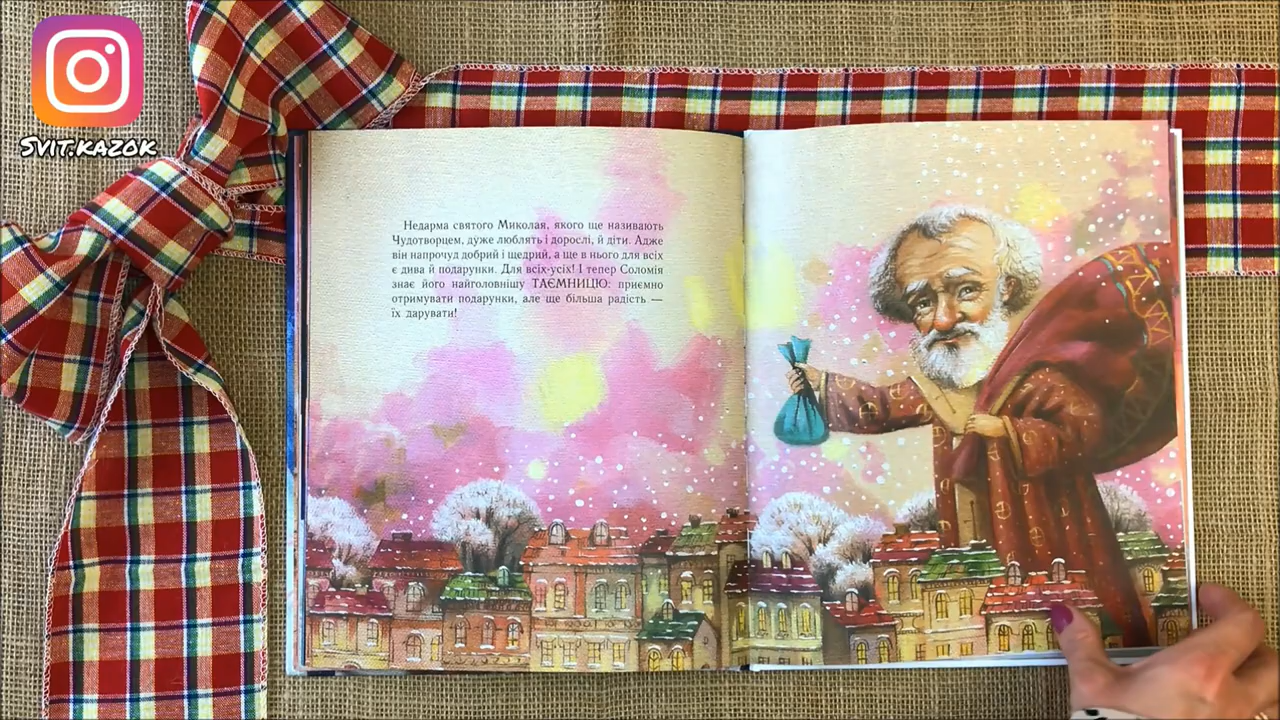 Svit.kazok
Недарма святого Миколая, якого ще називають
Чудотворцем, дуже люблять і дорослі, й діти. Адже
він напрочуд добрий і щедрий, а ще в нього для всіх
є дива й подарунки. Для всіх-усіх! І тепер Соломія
знає його найголовнішу ТАЄМНИЦЮ: приємно
отримувати подарунки, але ще більша радість —
їх дарувати!